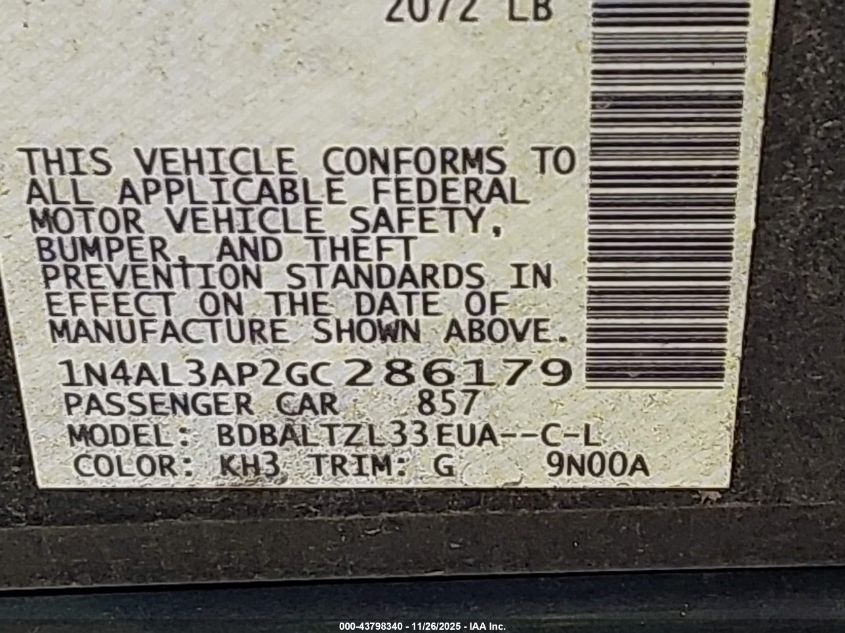 2072 LB
THIS VEHICLE CONFORMS TO
ALL APPLICABLE FEDERAL
MOTOR VEHICLE SAFETY,
BUMPER, AND THEFT
PREVENTION STANDARDS IN
EFFECT ON THE DATE OF
MANUFACTURE SHOWN ABOVE.
1N4AL3AP2GC286179
PASSENGER CAR 857
MODEL: BDBALTZL33EUA--C-L
COLOR: KH3 TRIM: G 9N00A
000-43798340 - 11/26/2025 - IAA Inc.